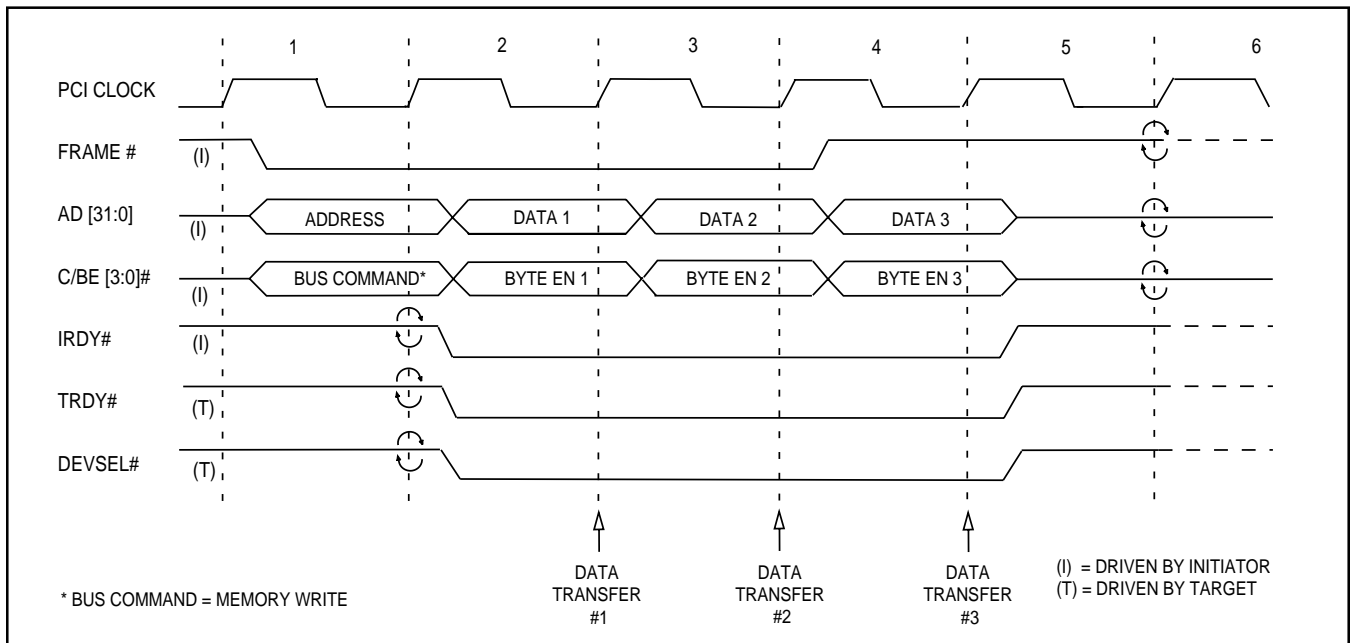 1 2 3 4 5 6
PCI CLOCK
FRAME # (I)
AD [31:0] (I) ADDRESS DATA 1 DATA 2 DATA 3
C/BE [3:0]# (I) BUS COMMAND* BYTE EN 1 BYTE EN 2 BYTE EN 3
IRDY# (I)
TRDY# (T)
DEVSEL# (T)
DATA TRANSFER #1
DATA TRANSFER #2
DATA TRANSFER #3
(I) = DRIVEN BY INITIATOR
(T) = DRIVEN BY TARGET
* BUS COMMAND = MEMORY WRITE